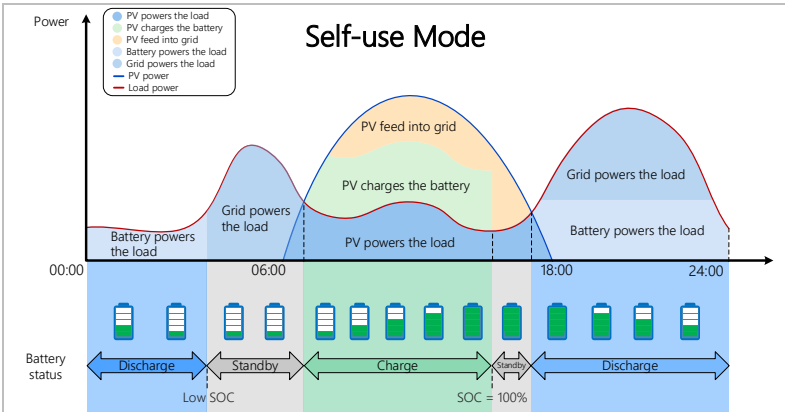 Self-use Mode
Power
PV powers the load
PV charges the battery
PV feed into grid
Battery powers the load
Grid powers the load
PV power
Load power
PV feed into grid
PV charges the battery
PV powers the load
Grid powers the load
Battery powers
the load
Grid powers
the load
Battery powers the load
00:00
06:00
18:00
24:00
Battery
status
Discharge
Standby
Charge
Standby
Discharge
Low SOC
SOC = 100%